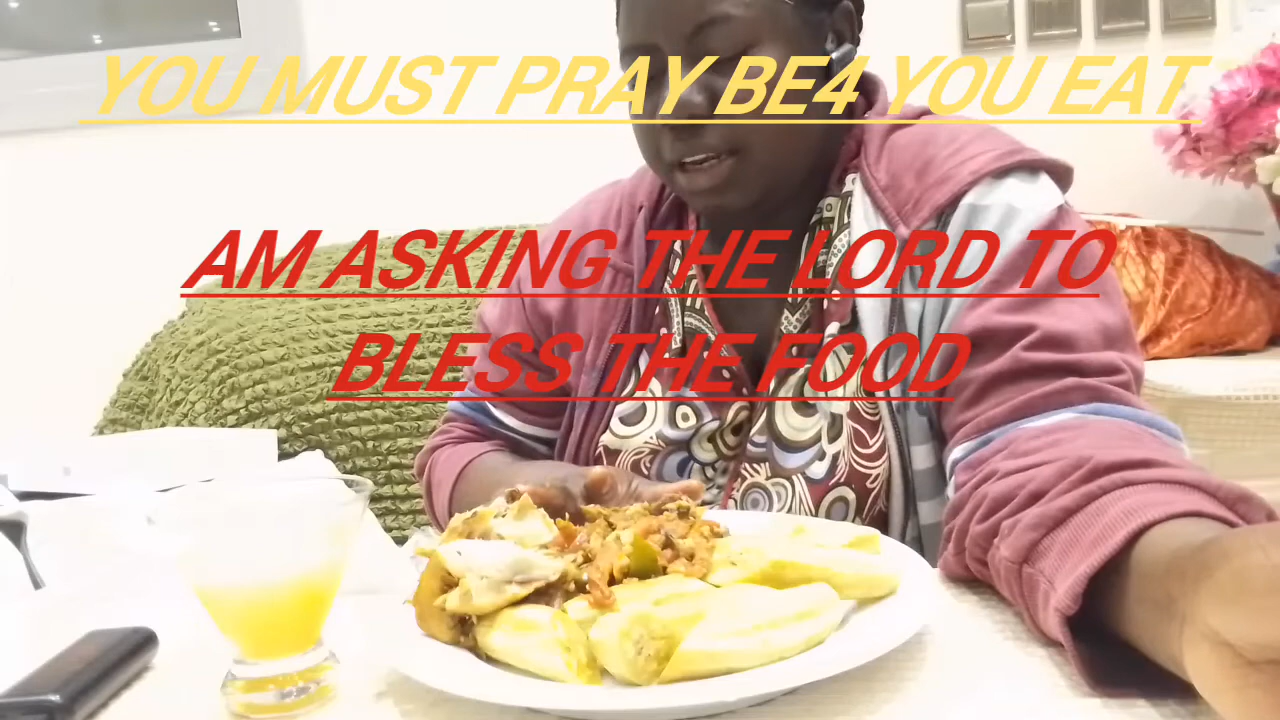 YOU MUST PRAY BE4 YOU EAT
AM ASKING THE LORD TO
BLESS THE FOOD